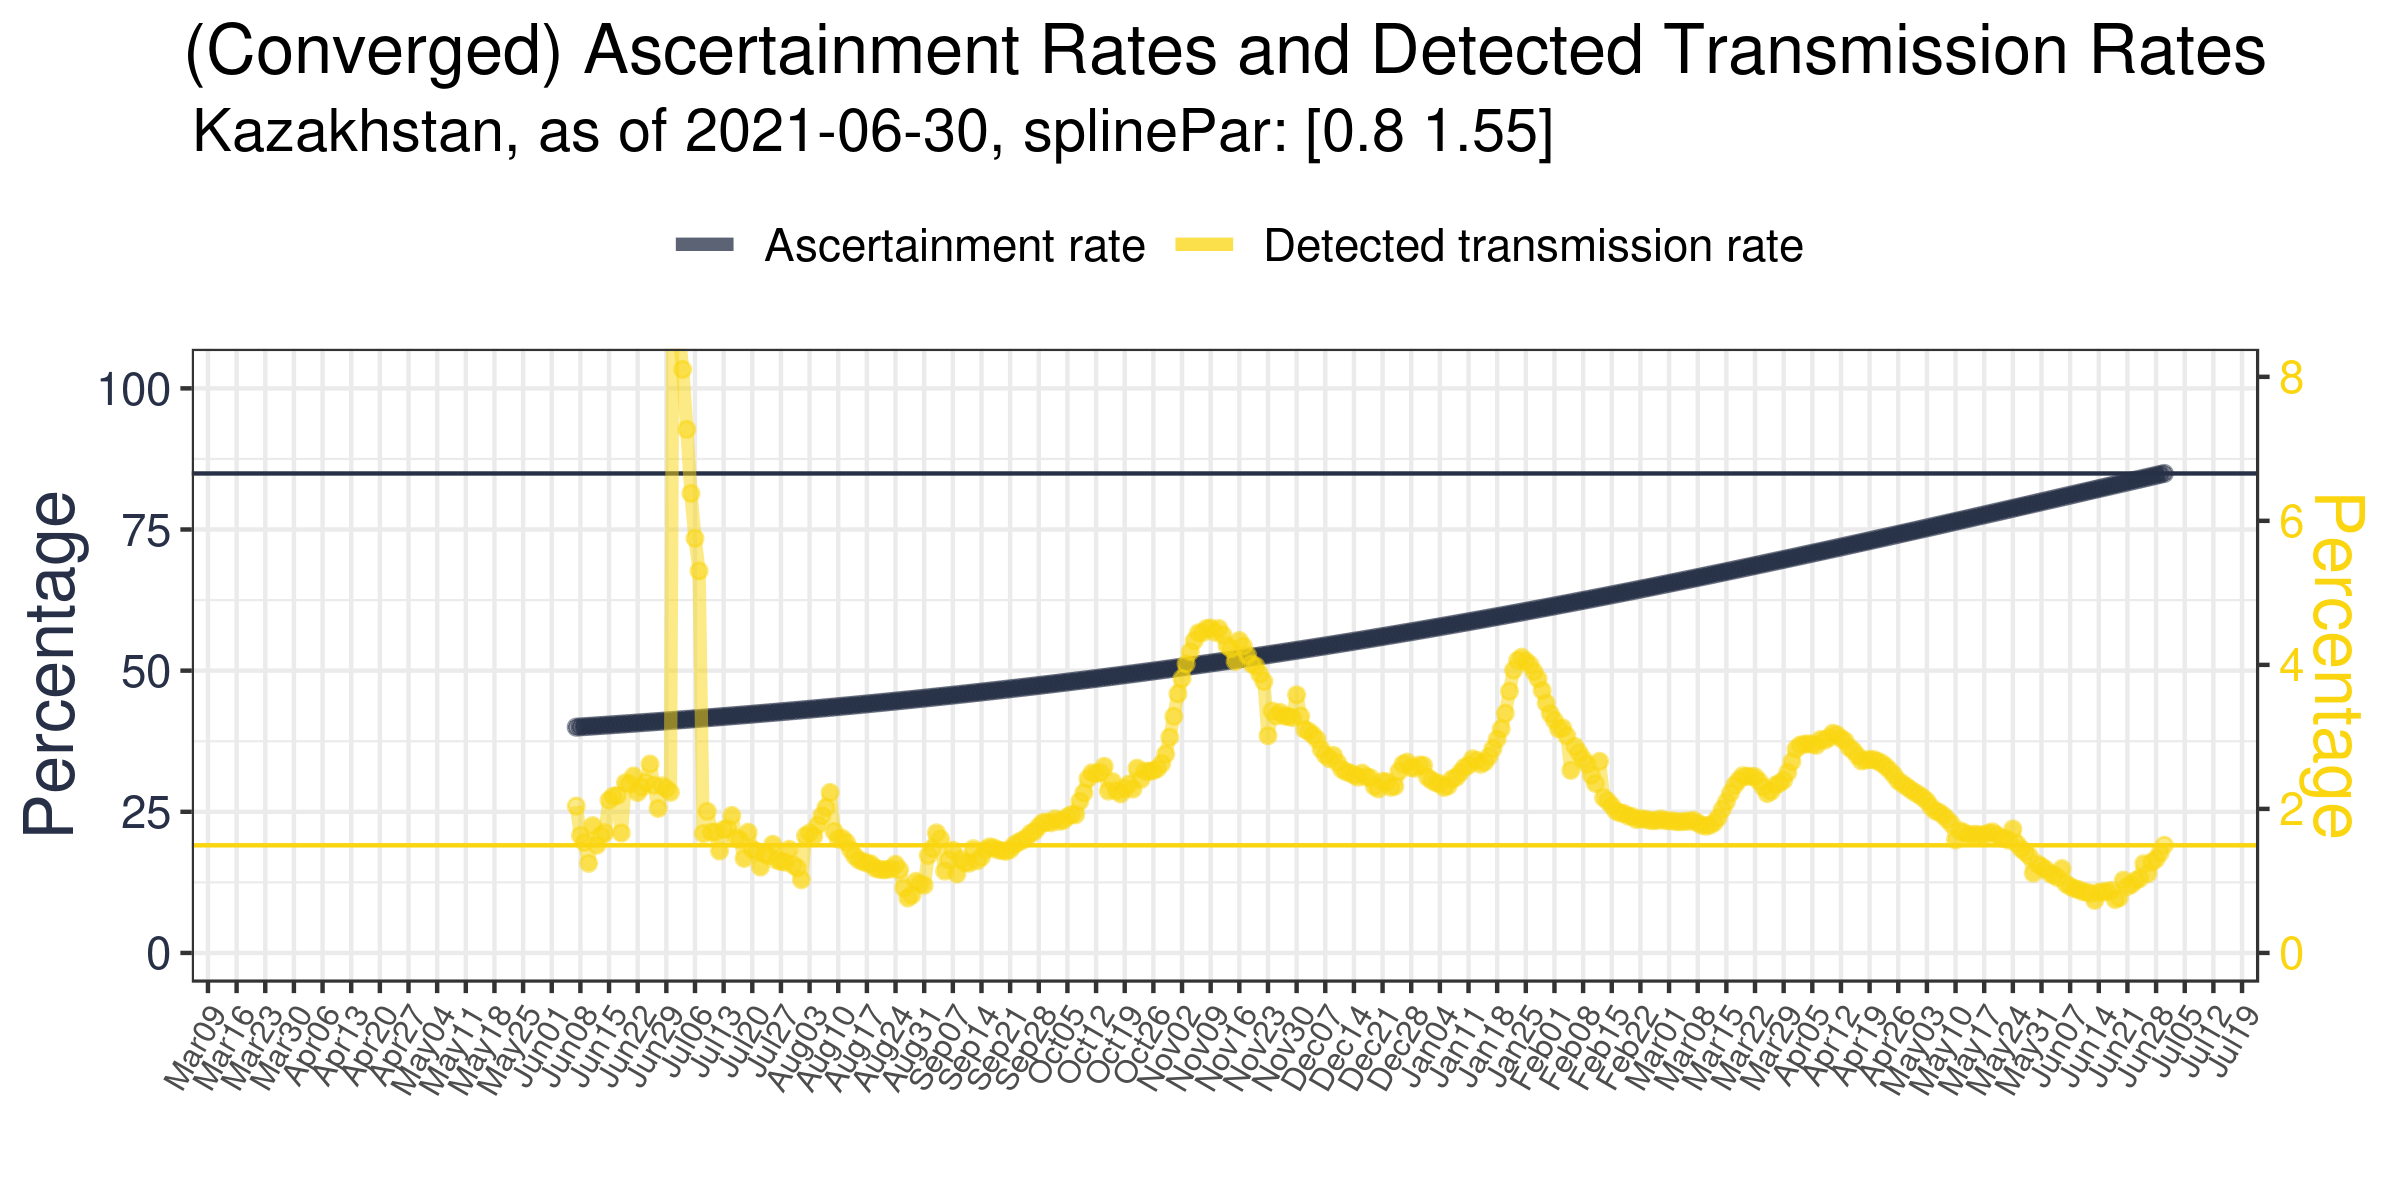 (Converged) Ascertainment Rates and Detected Transmission Rates
Kazakhstan, as of 2021-06-30, splinePar: [0.8 1.55]
Ascertainment rate
Detected transmission rate
Percentage
100
75
50
25
0
8
6
4
2
0
Percentage
Mar09
Mar16
Mar23
Mar30
Apr06
Apr13
Apr20
Apr27
May04
May11
May18
May25
Jun01
Jun08
Jun15
Jun22
Jun29
Jul06
Jul13
Jul20
Jul27
Aug03
Aug10
Aug17
Aug24
Aug31
Sep07
Sep14
Sep21
Sep28
Oct05
Oct12
Oct19
Oct26
Nov02
Nov09
Nov16
Nov23
Nov30
Dec07
Dec14
Dec21
Dec28
Jan04
Jan11
Jan18
Jan25
Feb01
Feb08
Feb15
Feb22
Mar01
Mar08
Mar15
Mar22
Mar29
Apr05
Apr12
Apr19
Apr26
May03
May10
May17
May24
May31
Jun07
Jun14
Jun21
Jun28
Jul05
Jul12
Jul19